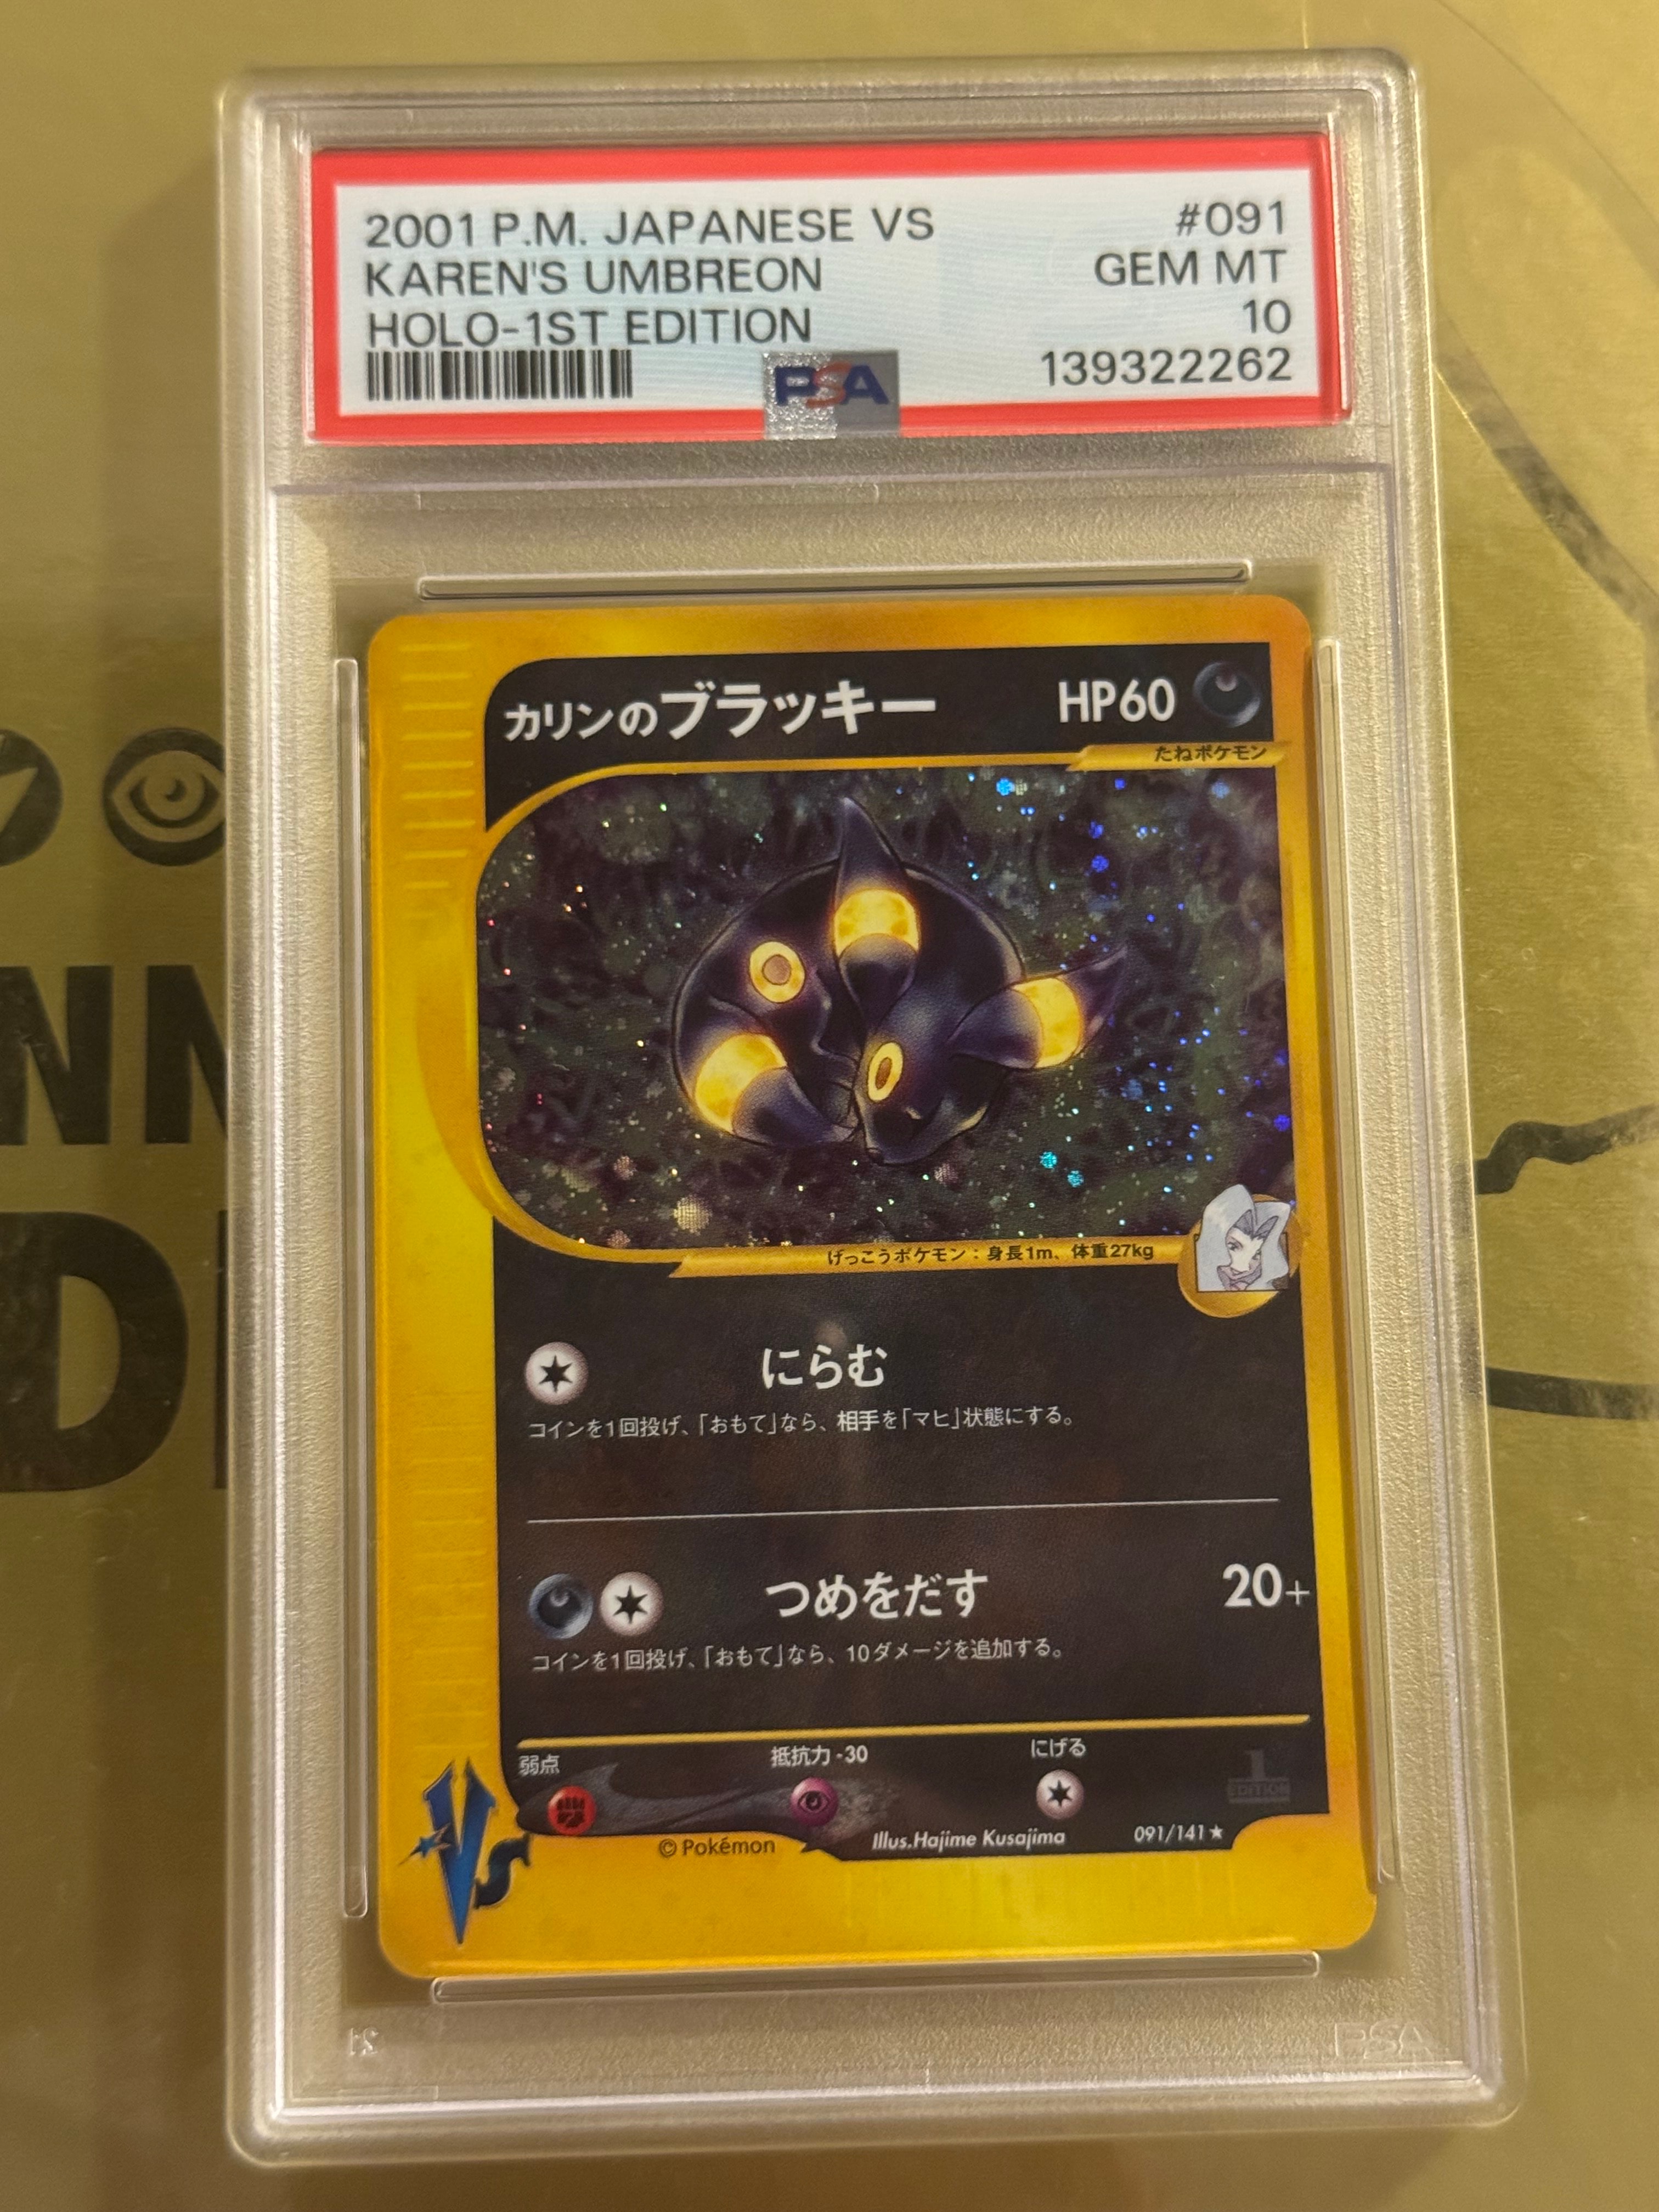 2001 P.M. JAPANESE VS #091
KAREN'S UMBREON GEM MT
HOLO-1ST EDITION 10
139322262
PSA
カリンのブラッキー HP60
たねポケモン
げっこうポケモン：身長1m、体重27kg
にらむ
コインを1回投げ、「おもて」なら、相手を「マヒ」状態にする。
つめをだす 20+
コインを1回投げ、「おもて」なら、10ダメージを追加する。
弱点 抵抗力-30 にげる
1
EDITION
©Pokémon Illus.Hajime Kusajima 091/141★
Vs
PSA